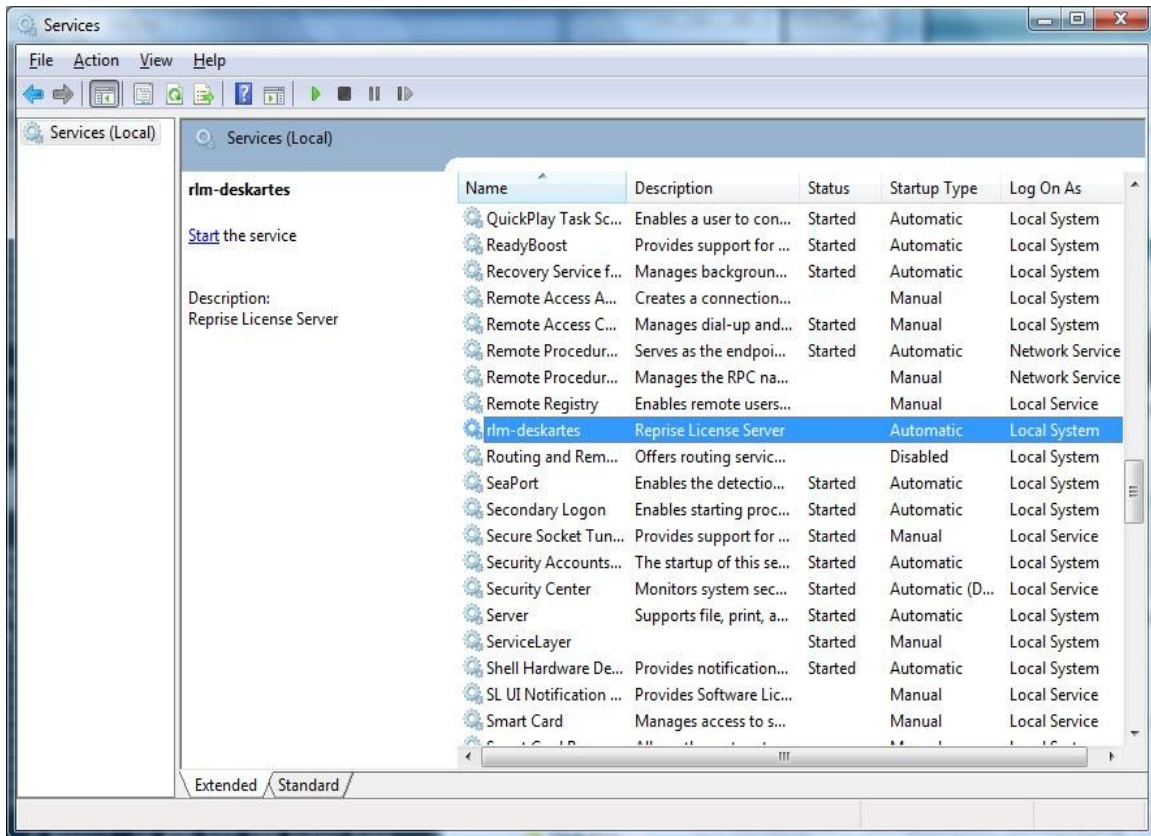 Services
File Action View Help
Services (Local)
Services (Local)
rlm-deskartes
Start the service
Description:
Reprise License Server
Name Description Status Startup Type Log On As
QuickPlay Task Sc... Enables a user to con... Started Automatic Local System
ReadyBoost Provides support for ... Started Automatic Local System
Recovery Service f... Manages backgroun... Started Automatic Local System
Remote Access A... Creates a connection... Manual Local System
Remote Access C... Manages dial-up and... Started Manual Local System
Remote Procedur... Serves as the endpoi... Started Automatic Network Service
Remote Procedur... Manages the RPC na... Manual Network Service
Remote Registry Enables remote users... Manual Local Service
rlm-deskartes Reprise License Server Automatic Local System
Routing and Rem... Offers routing servic... Disabled Local System
SeaPort Enables the detectio... Started Automatic Local System
Secondary Logon Enables starting proc... Started Automatic Local System
Secure Socket Tun... Provides support for ... Started Manual Local Service
Security Accounts... The startup of this se... Started Automatic Local System
Security Center Monitors system sec... Started Automatic (D... Local Service
Server Supports file, print, a... Started Automatic Local System
ServiceLayer Started Manual Local System
Shell Hardware De... Provides notification... Started Automatic Local System
SL UI Notification ... Provides Software Lic... Manual Local Service
Smart Card Manages access to s... Manual Local Service
Extended Standard